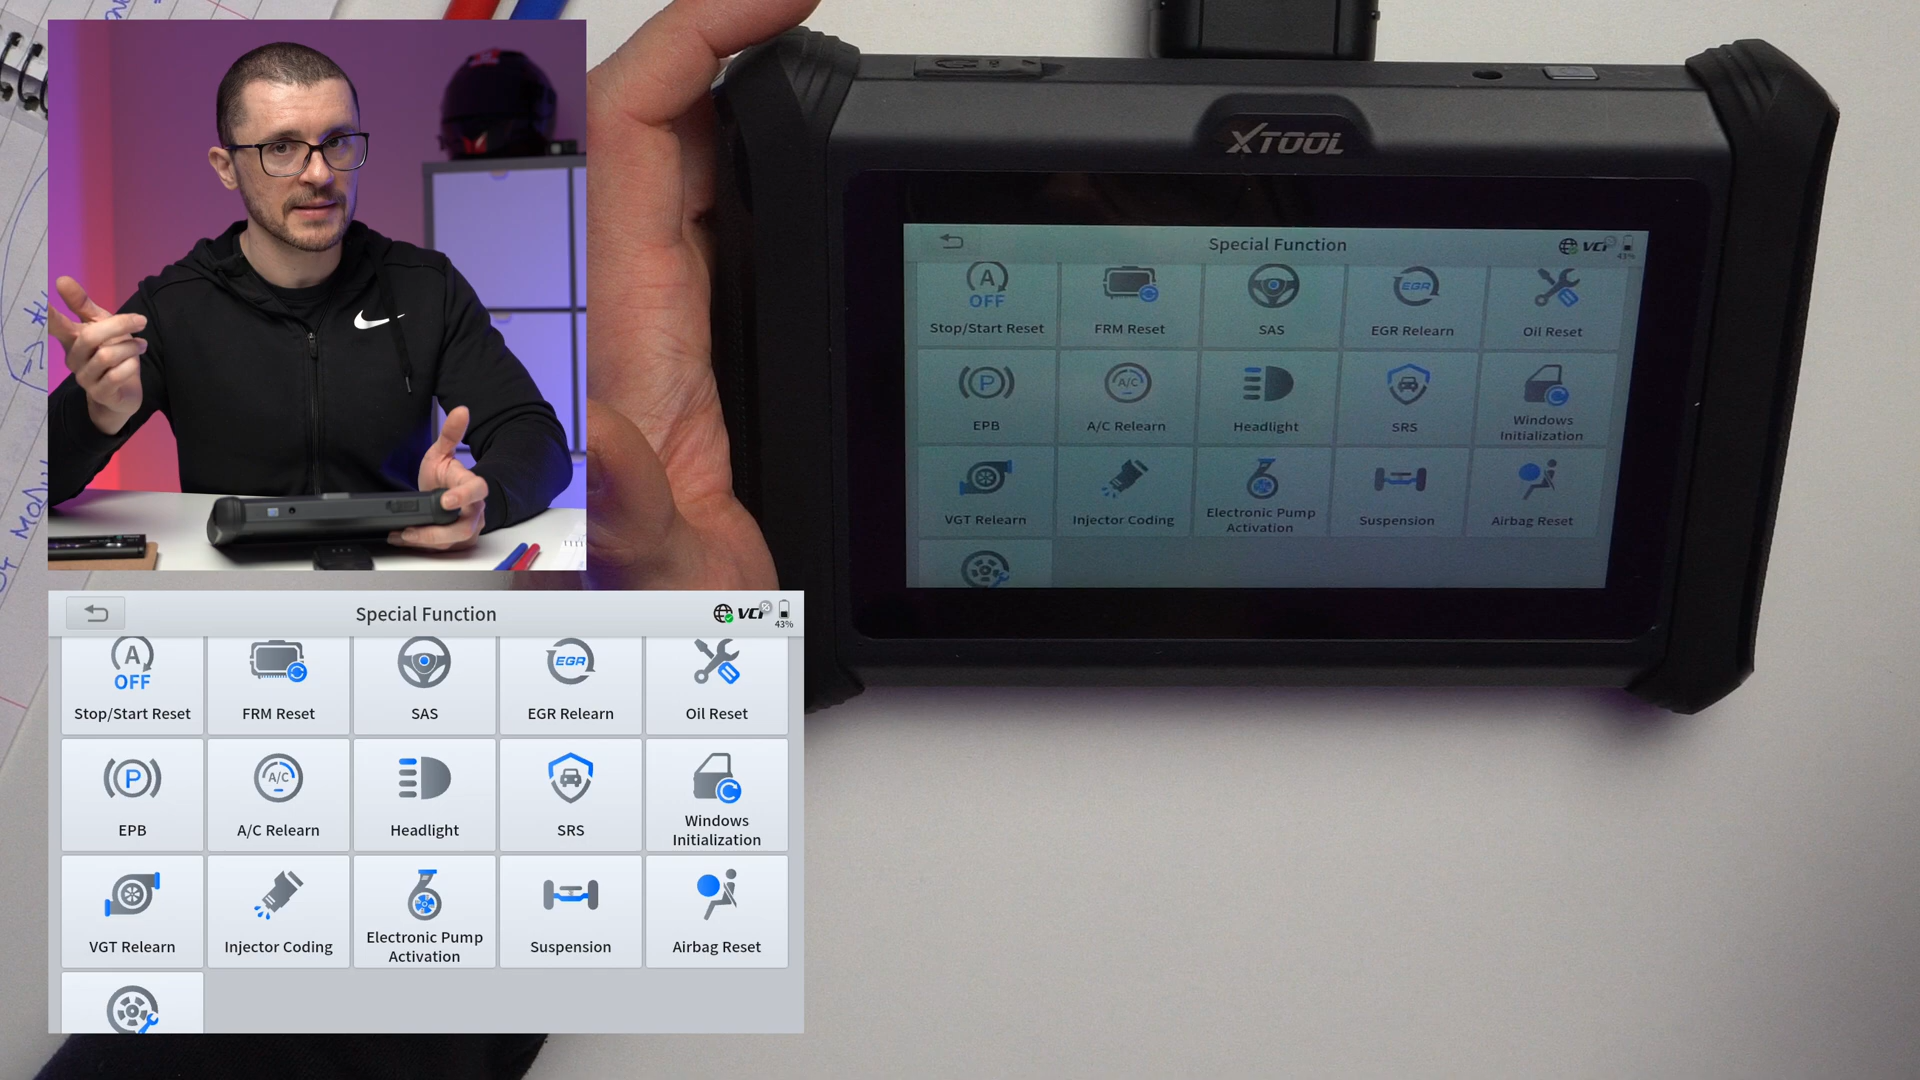 XTOOL
Special Function
VCI
43%
A
OFF
Stop/Start Reset
FRM Reset
SAS
EGR
EGR Relearn
Oil Reset
P
EPB
A/C
A/C Relearn
Headlight
SRS
Windows
Initialization
VGT Relearn
Injector Coding
Electronic Pump
Activation
Suspension
Airbag Reset
Special Function
VCI
43%
A
OFF
Stop/Start Reset
FRM Reset
SAS
EGR
EGR Relearn
Oil Reset
P
EPB
A/C
A/C Relearn
Headlight
SRS
Windows
Initialization
VGT Relearn
Injector Coding
Electronic Pump
Activation
Suspension
Airbag Reset